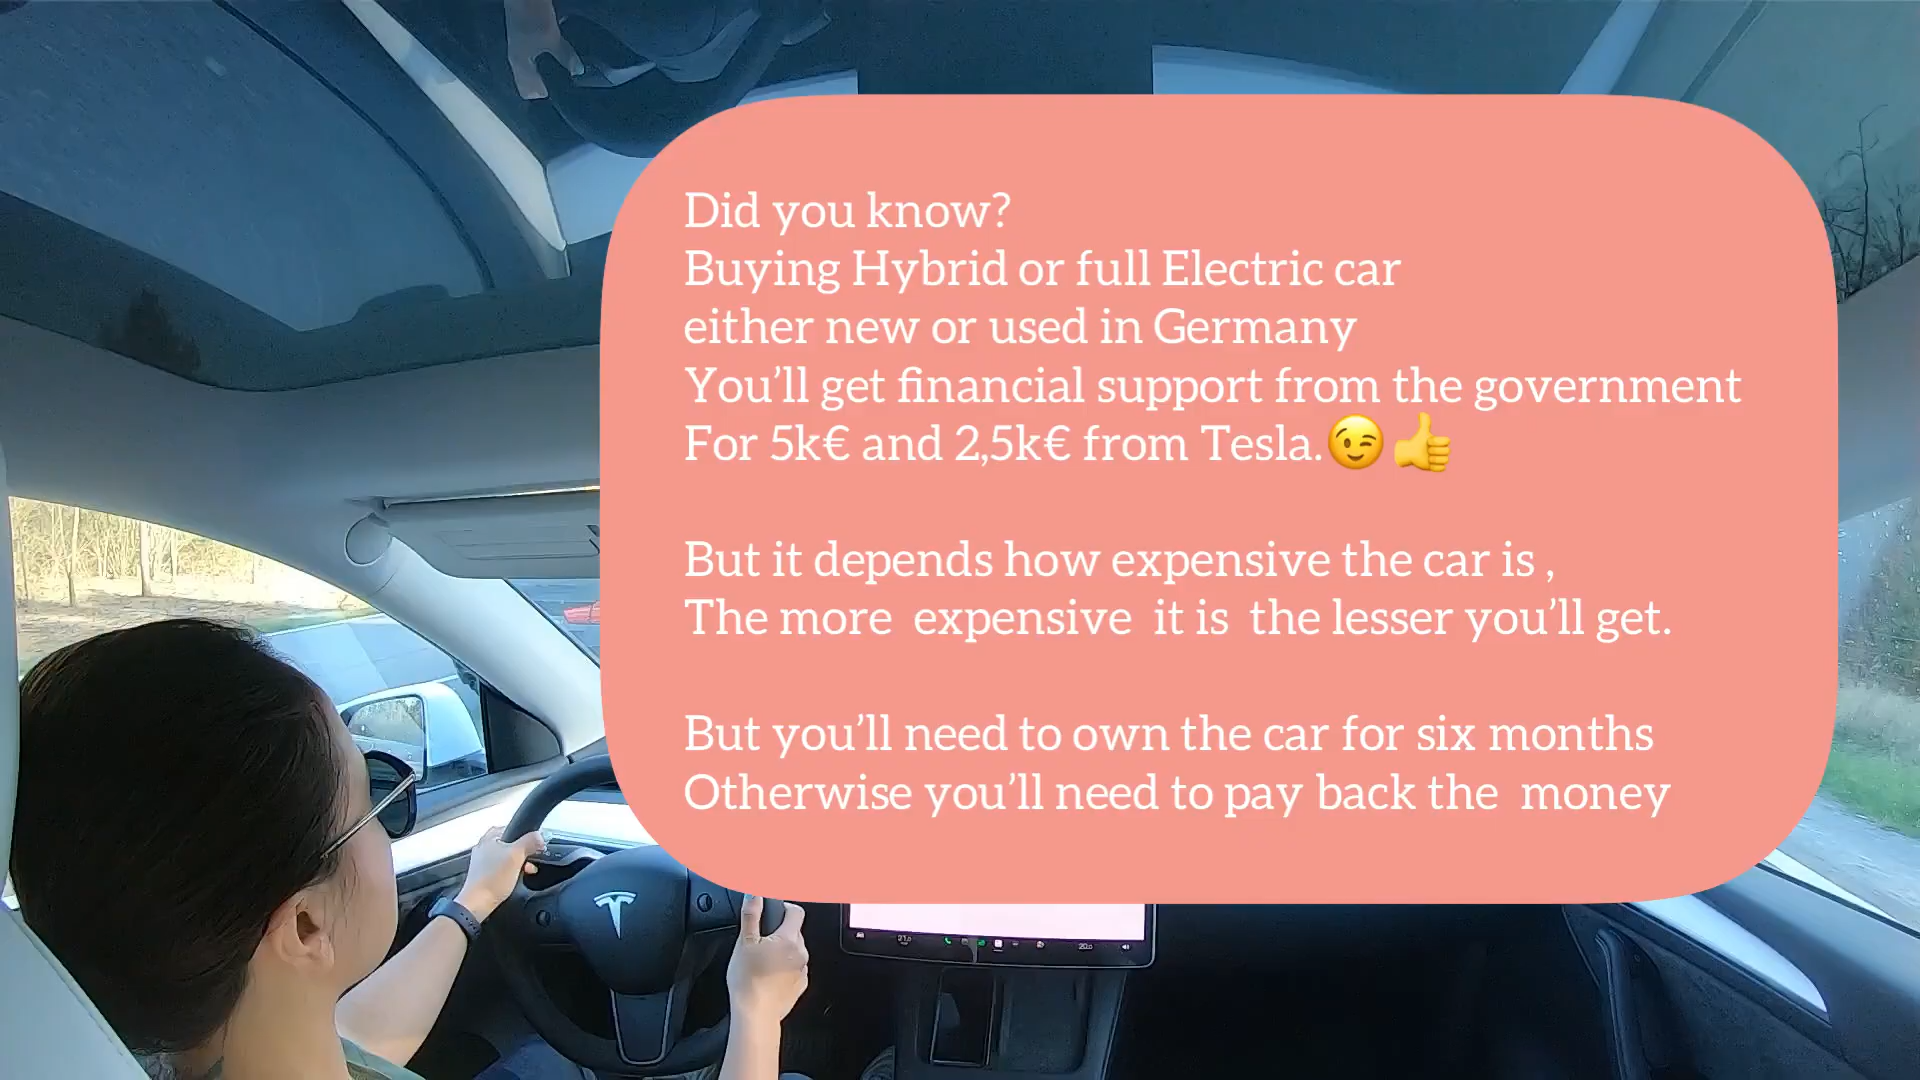 Did you know?
Buying Hybrid or full Electric car
either new or used in Germany
You'll get financial support from the government
For 5k€ and 2,5k€ from Tesla.😉👍
But it depends how expensive the car is ,
The more  expensive  it is  the lesser you'll get.
But you'll need to own the car for six months
Otherwise you'll need to pay back the  money